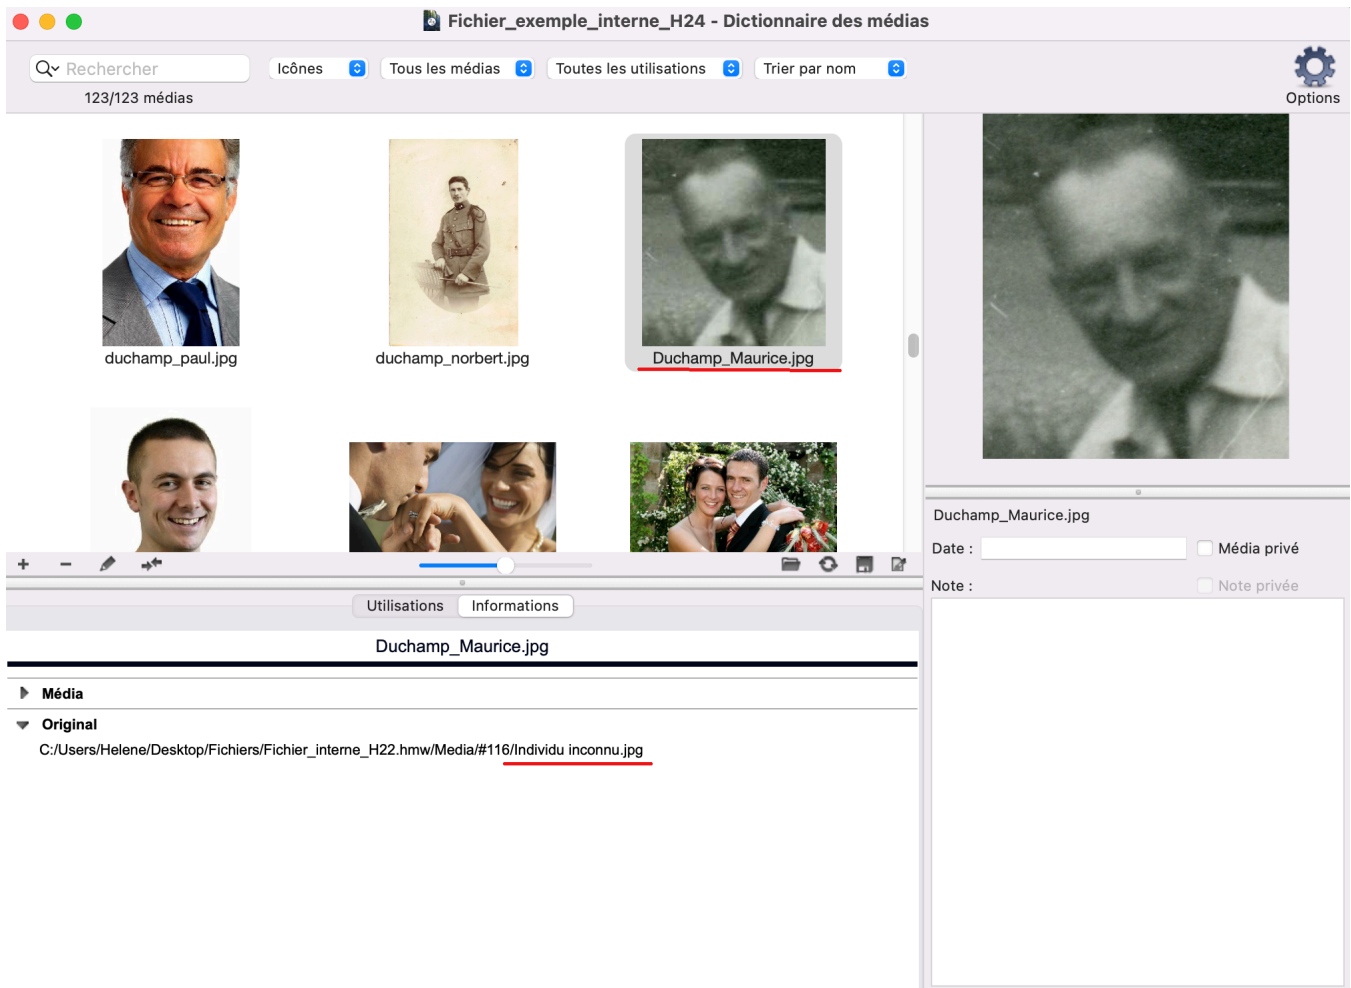 Fichier_exemple_interne_H24 - Dictionnaire des médias
Rechercher
Icônes
Tous les médias
Toutes les utilisations
Trier par nom
123/123 médias
Options
duchamp_paul.jpg
duchamp_norbert.jpg
Duchamp_Maurice.jpg
Duchamp_Maurice.jpg
Date :
Média privé
Note :
Note privée
Utilisations
Informations
Duchamp_Maurice.jpg
Média
Original
C:/Users/Helene/Desktop/Fichiers/Fichier_interne_H22.hmw/Media/#116/Individu inconnu.jpg